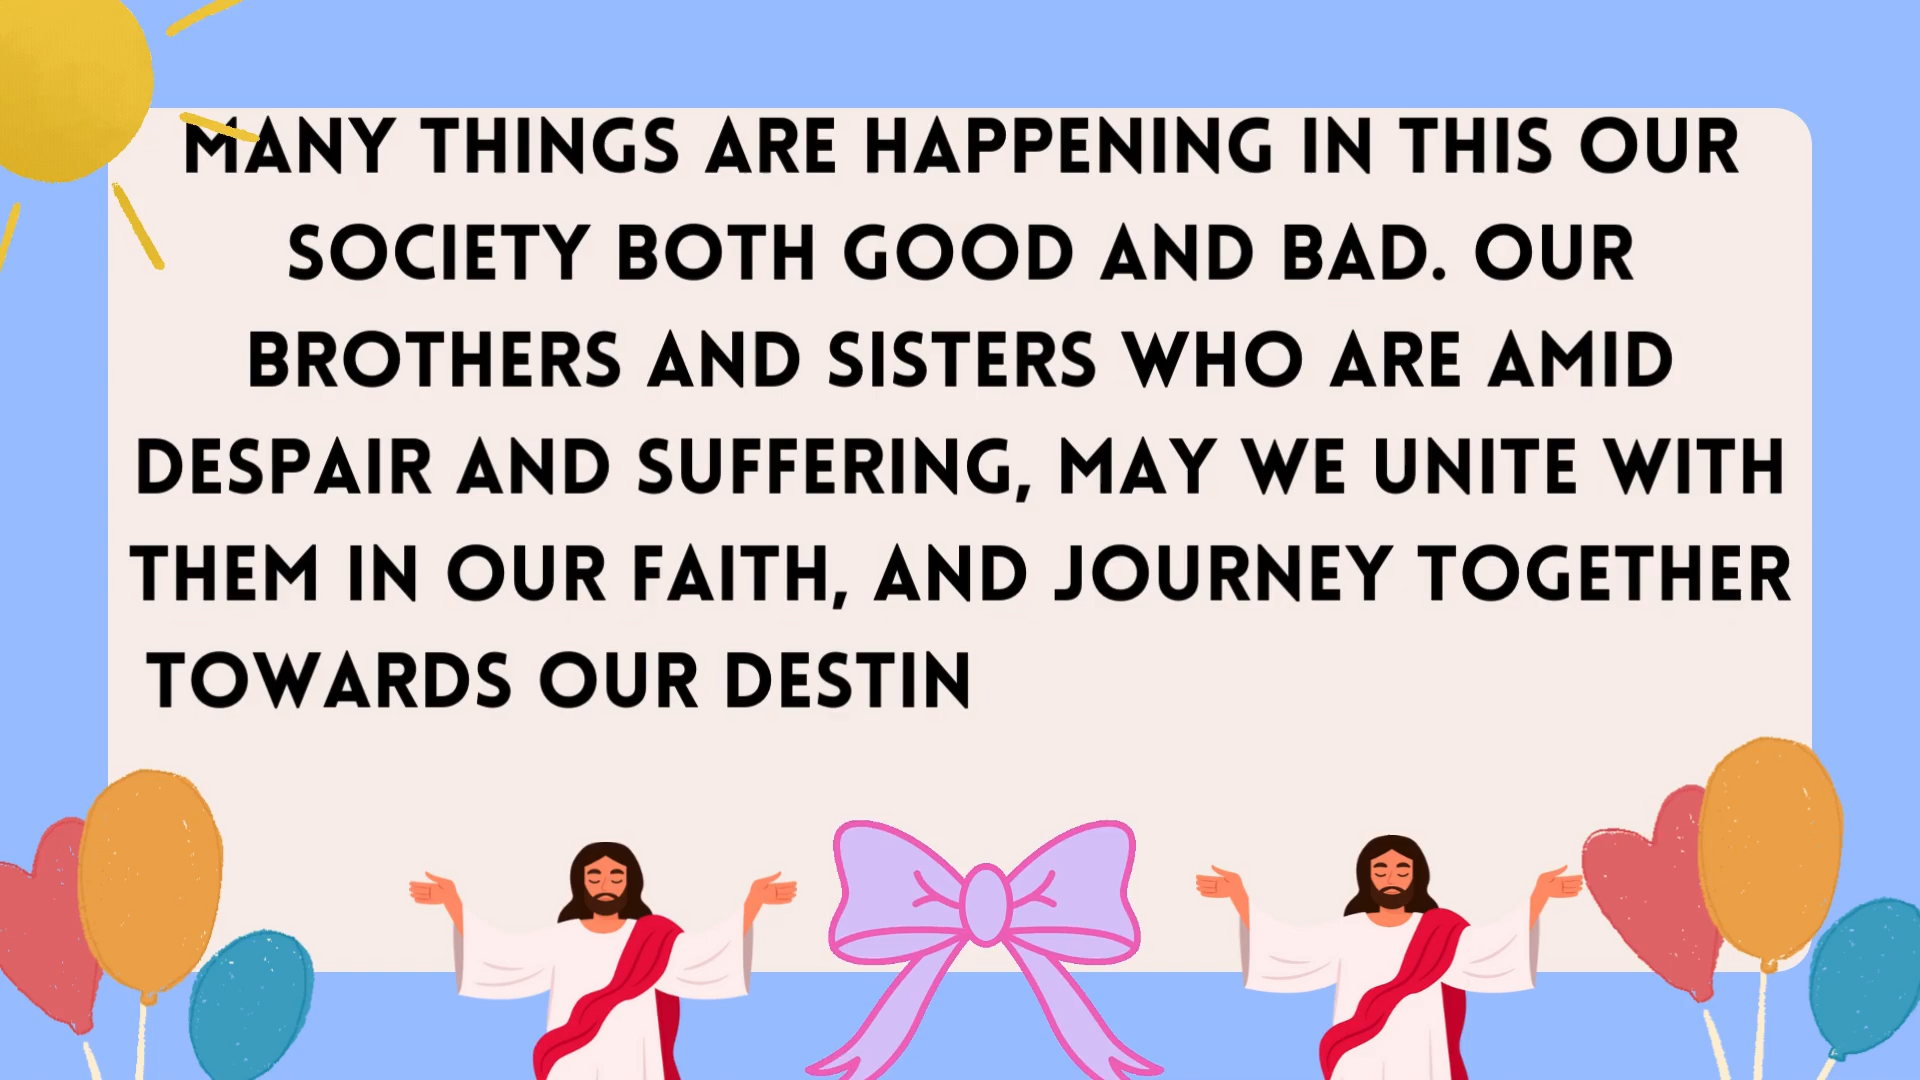 MANY THINGS ARE HAPPENING IN THIS OUR
SOCIETY BOTH GOOD AND BAD. OUR
BROTHERS AND SISTERS WHO ARE AMID
DESPAIR AND SUFFERING, MAY WE UNITE WITH
THEM IN OUR FAITH, AND JOURNEY TOGETHER
TOWARDS OUR DESTIN